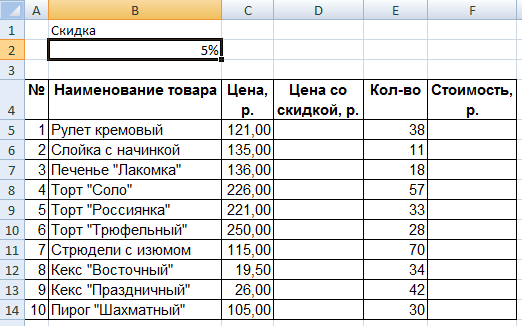 A B C D E F
1 Скидка
2 5%
3
4 № Наименование товара Цена, р. Цена со скидкой, р. Кол-во Стоимость, р.
5 1 Рулет кремовый 121,00 38
6 2 Слойка с начинкой 135,00 11
7 3 Печенье "Лакомка" 136,00 18
8 4 Торт "Соло" 226,00 57
9 5 Торт "Россиянка" 221,00 33
10 6 Торт "Трюфельный" 250,00 28
11 7 Стрюдели с изюмом 115,00 70
12 8 Кекс "Восточный" 19,50 34
13 9 Кекс "Праздничный" 26,00 42
14 10 Пирог "Шахматный" 105,00 30